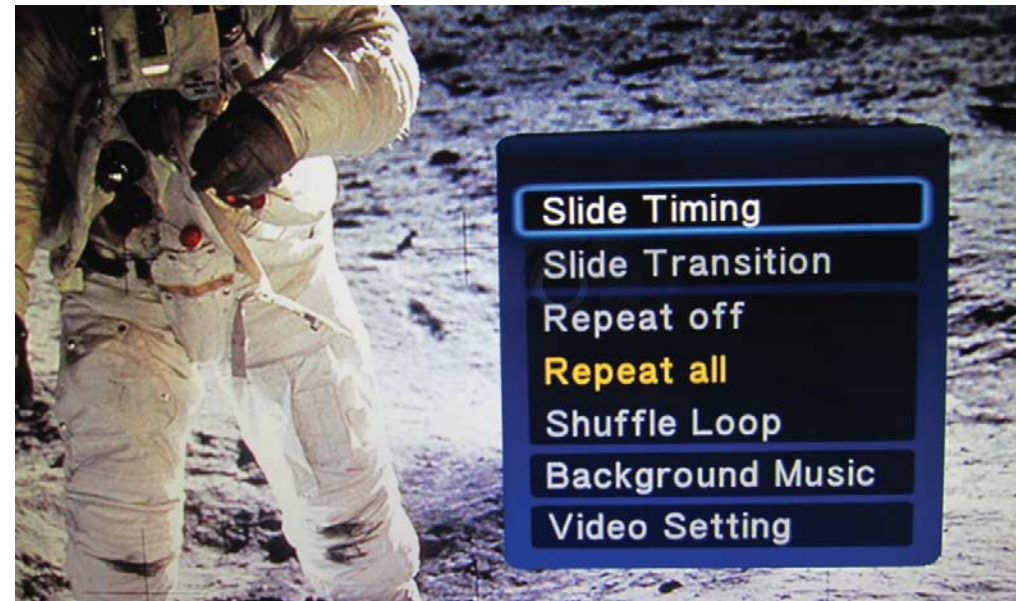 Slide Timing
Slide Transition
Repeat off
Repeat all
Shuffle Loop
Background Music
Video Setting